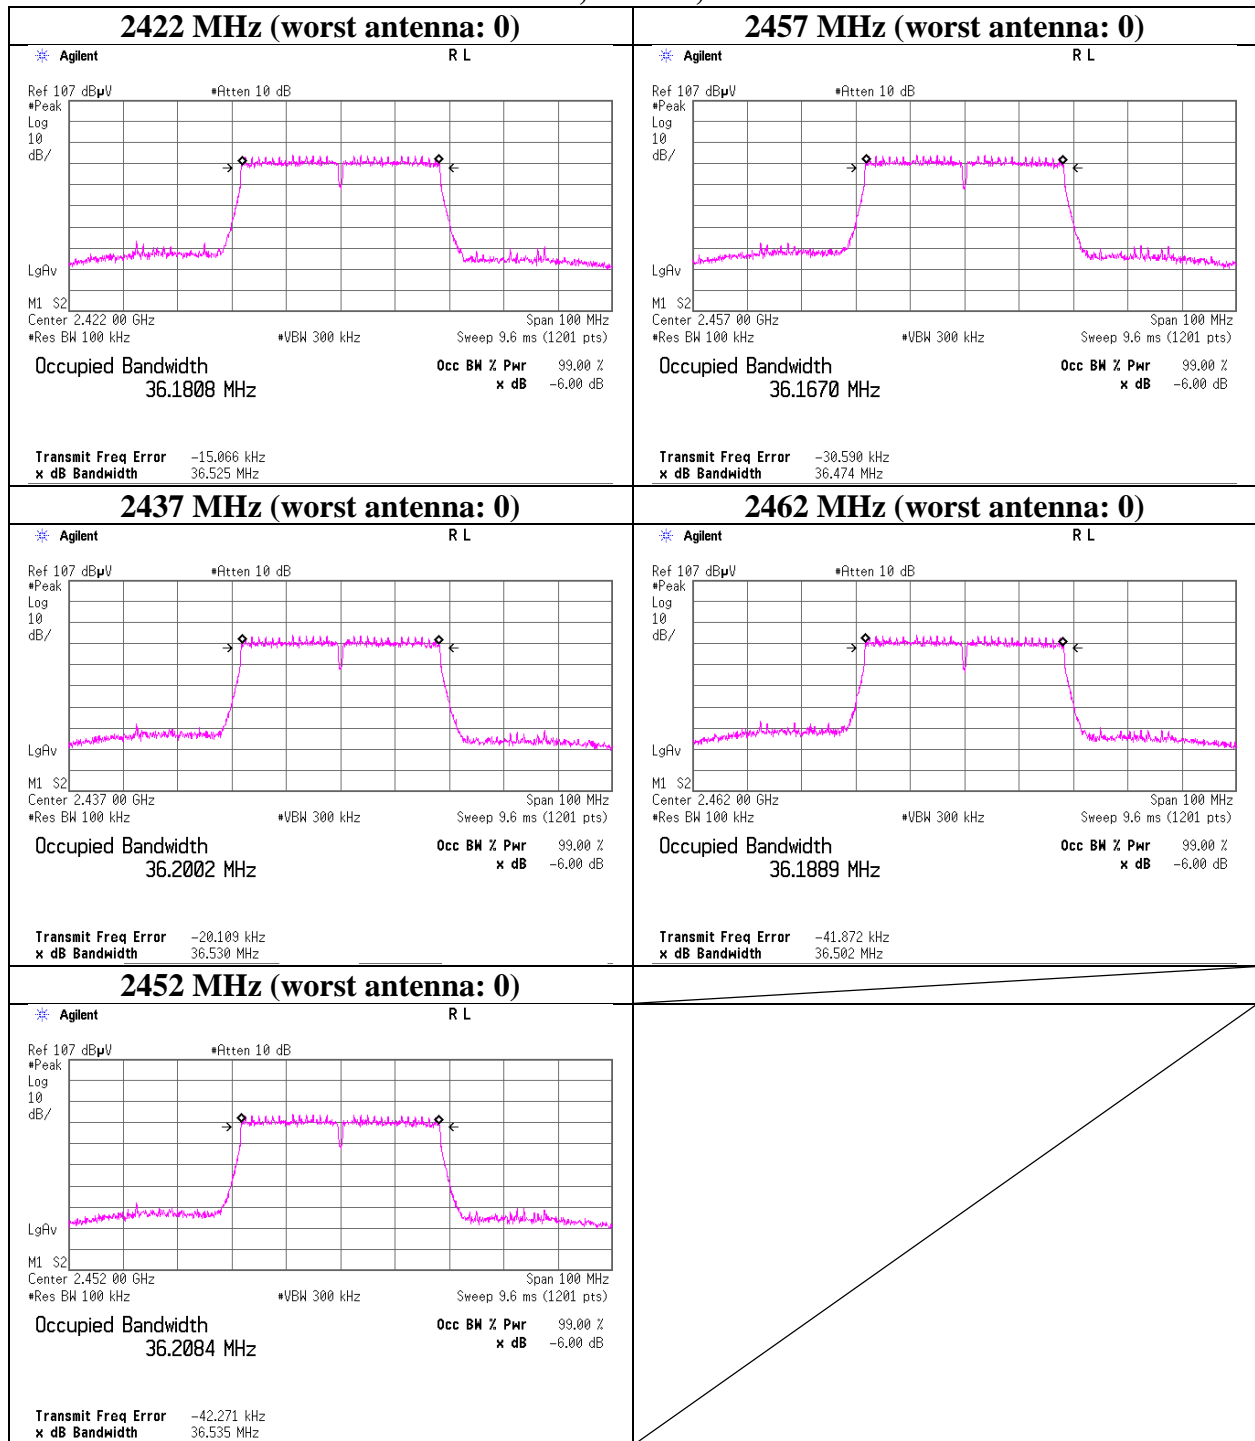 2422 MHz (worst antenna: 0)
Agilent R L
Ref 107 dBµV #Atten 10 dB
#Peak
Log
10
dB/
LgAv
M1 S2
Center 2.422 00 GHz Span 100 MHz
#Res BW 100 kHz #VBW 300 kHz Sweep 9.6 ms (1201 pts)
Occupied Bandwidth Occ BW % Pwr 99.00 %
36.1808 MHz x dB -6.00 dB
Transmit Freq Error -15.066 kHz
x dB Bandwidth 36.525 MHz
2457 MHz (worst antenna: 0)
Agilent R L
Ref 107 dBµV #Atten 10 dB
#Peak
Log
10
dB/
LgAv
M1 S2
Center 2.457 00 GHz Span 100 MHz
#Res BW 100 kHz #VBW 300 kHz Sweep 9.6 ms (1201 pts)
Occupied Bandwidth Occ BW % Pwr 99.00 %
36.1670 MHz x dB -6.00 dB
Transmit Freq Error -30.590 kHz
x dB Bandwidth 36.474 MHz
2437 MHz (worst antenna: 0)
Agilent R L
Ref 107 dBµV #Atten 10 dB
#Peak
Log
10
dB/
LgAv
M1 S2
Center 2.437 00 GHz Span 100 MHz
#Res BW 100 kHz #VBW 300 kHz Sweep 9.6 ms (1201 pts)
Occupied Bandwidth Occ BW % Pwr 99.00 %
36.2002 MHz x dB -6.00 dB
Transmit Freq Error -20.109 kHz
x dB Bandwidth 36.530 MHz
2462 MHz (worst antenna: 0)
Agilent R L
Ref 107 dBµV #Atten 10 dB
#Peak
Log
10
dB/
LgAv
M1 S2
Center 2.462 00 GHz Span 100 MHz
#Res BW 100 kHz #VBW 300 kHz Sweep 9.6 ms (1201 pts)
Occupied Bandwidth Occ BW % Pwr 99.00 %
36.1889 MHz x dB -6.00 dB
Transmit Freq Error -41.872 kHz
x dB Bandwidth 36.502 MHz
2452 MHz (worst antenna: 0)
Agilent R L
Ref 107 dBµV #Atten 10 dB
#Peak
Log
10
dB/
LgAv
M1 S2
Center 2.452 00 GHz Span 100 MHz
#Res BW 100 kHz #VBW 300 kHz Sweep 9.6 ms (1201 pts)
Occupied Bandwidth Occ BW % Pwr 99.00 %
36.2084 MHz x dB -6.00 dB
Transmit Freq Error -42.271 kHz
x dB Bandwidth 36.535 MHz